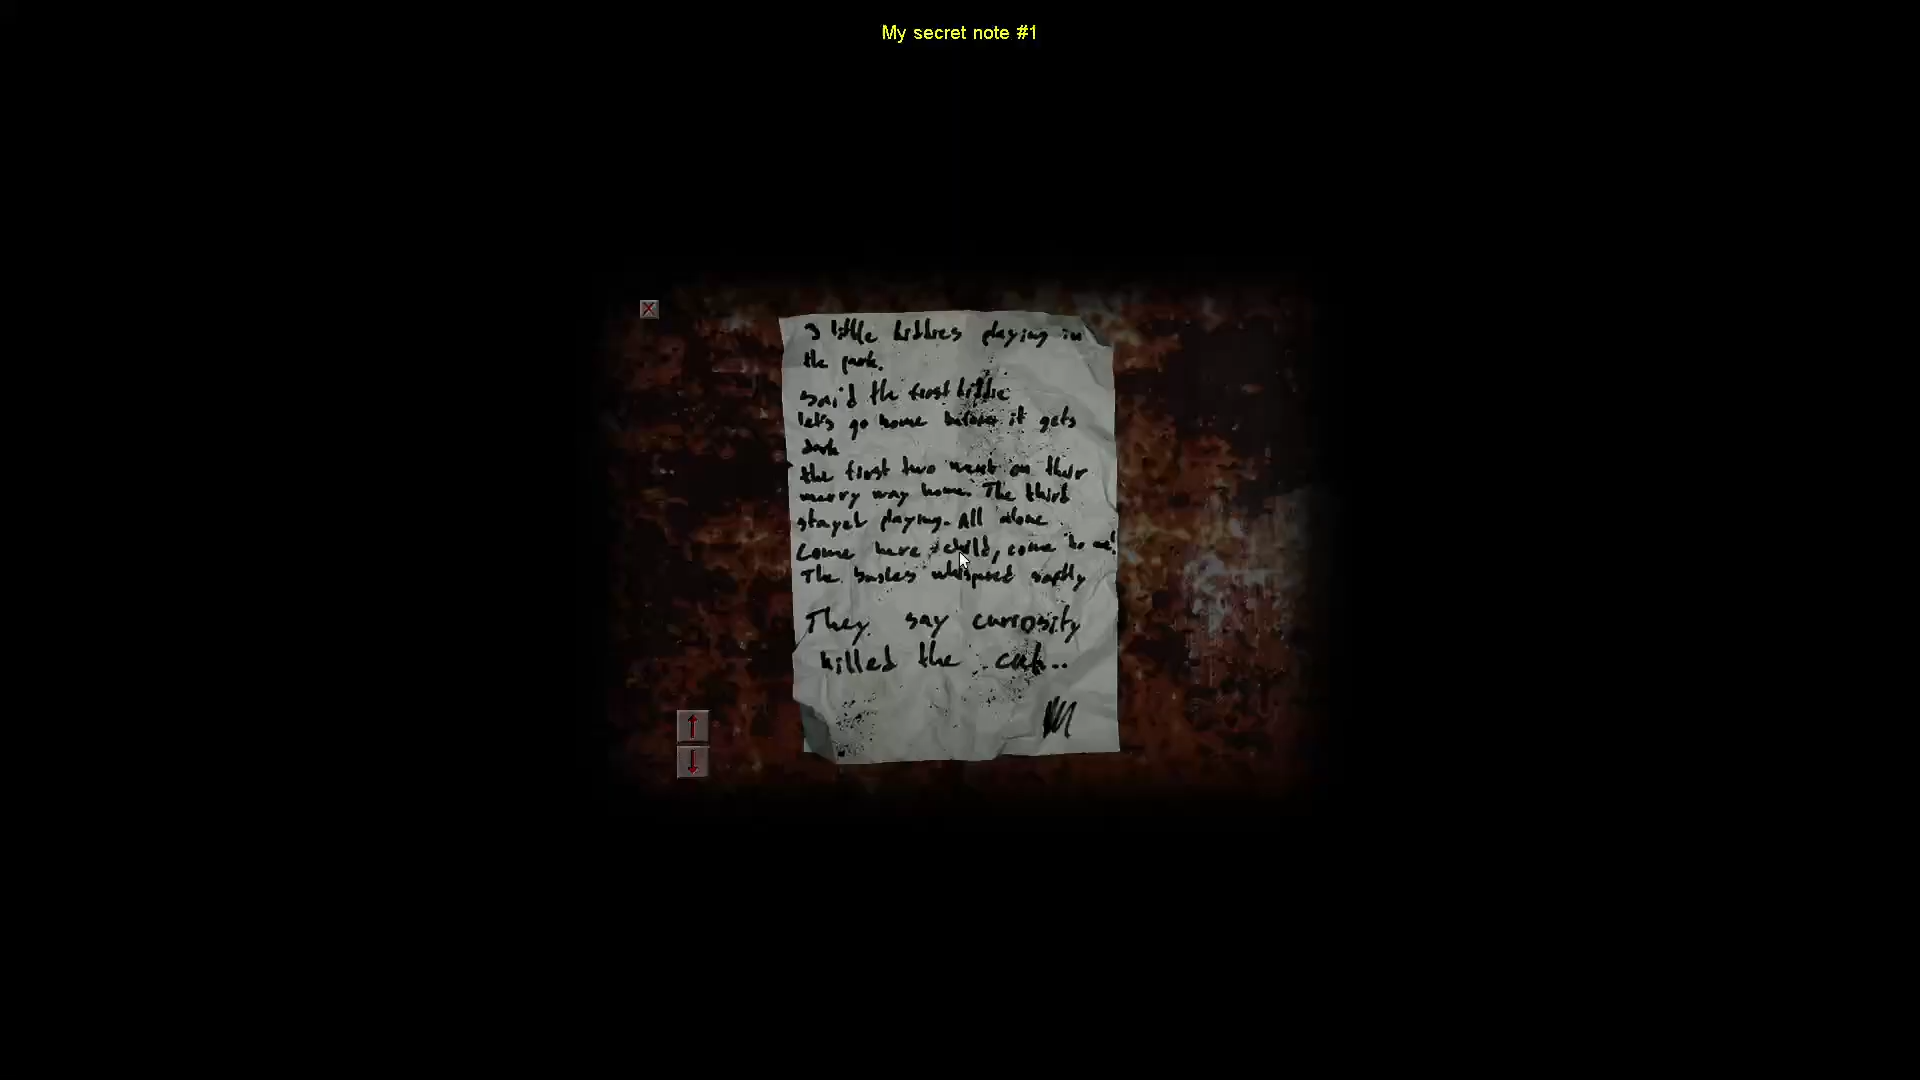 My secret note #1
3 little kiddies playing in
the park.
said the first kiddie
let's go home before it gets
dark
the first two went on their
merry way home. The third
stayed playing. All alone
Come here child, come to me!
The bushes whispered softly
They say curiosity
killed the cat..